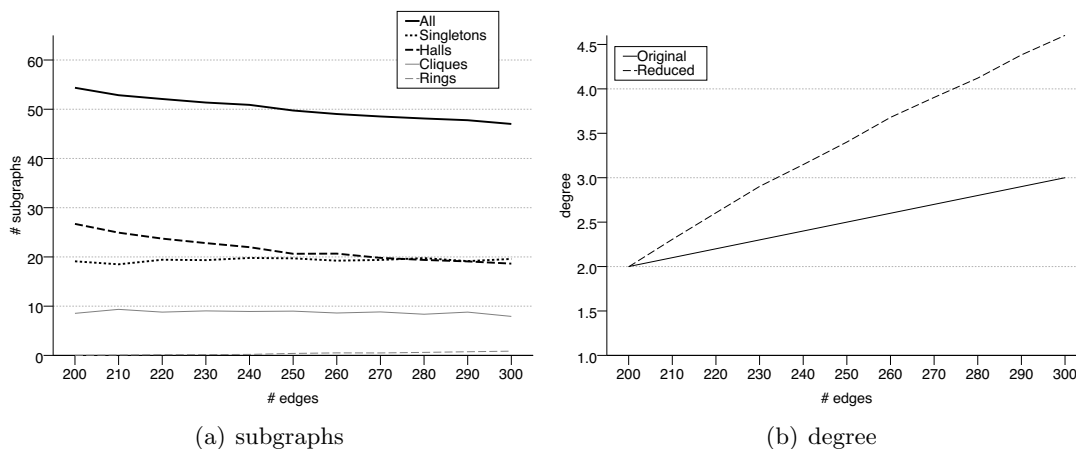 All
Singletons
Halls
Cliques
Rings
# subgraphs
60
50
40
30
20
10
0
200 210 220 230 240 250 260 270 280 290 300
# edges
(a) subgraphs
Original
Reduced
degree
4.5
4.0
3.5
3.0
2.5
2.0
1.5
1.0
200 210 220 230 240 250 260 270 280 290 300
# edges
(b) degree